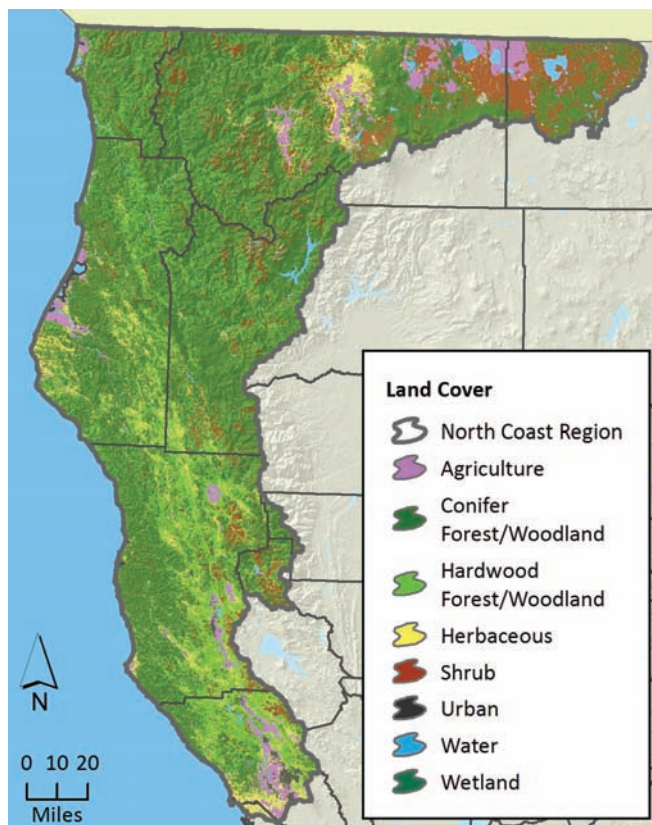 Land Cover
North Coast Region
Agriculture
Conifer
Forest/Woodland
Hardwood
Forest/Woodland
Herbaceous
Shrub
Urban
Water
Wetland
N
0 10 20
Miles